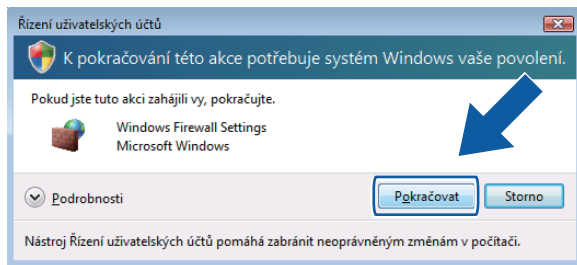 Řízení uživatelských účtů
K pokračování této akce potřebuje systém Windows vaše povolení.
Pokud jste tuto akci zahájili vy, pokračujte.
Windows Firewall Settings
Microsoft Windows
Podrobnosti
Pokračovat
Storno
Nástroj Řízení uživatelských účtů pomáhá zabránit neoprávněným změnám v počítači.